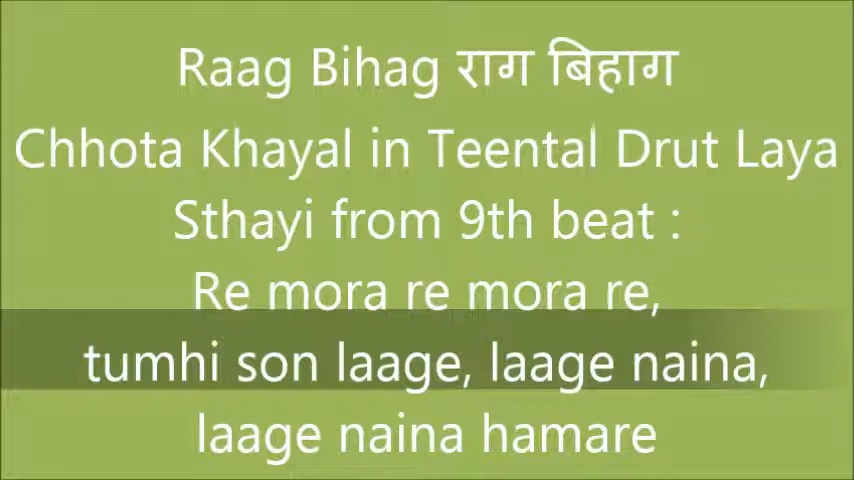 Raag Bihag राग बिहाग
Chhota Khayal in Teental Drut Laya
Sthayi from 9th beat :
Re mora re mora re,
tumhi son laage, laage naina,
laage naina hamare